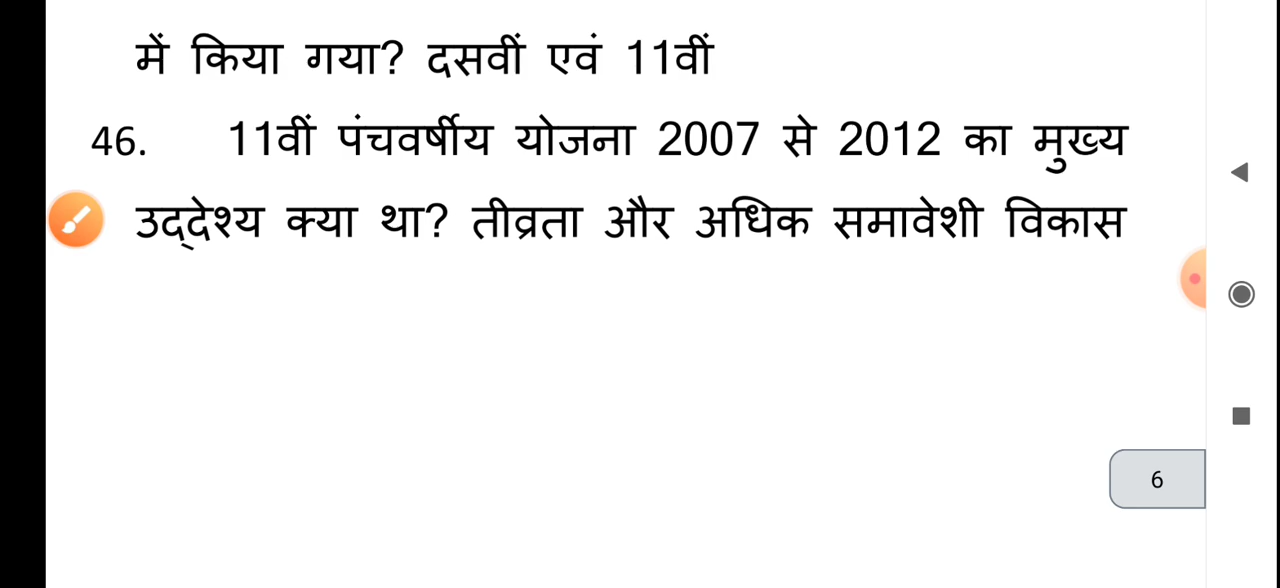 में किया गया? दसवीं एवं 11वीं
46. 11वीं पंचवर्षीय योजना 2007 से 2012 का मुख्य
उद्देश्य क्या था? तीव्रता और अधिक समावेशी विकास
6